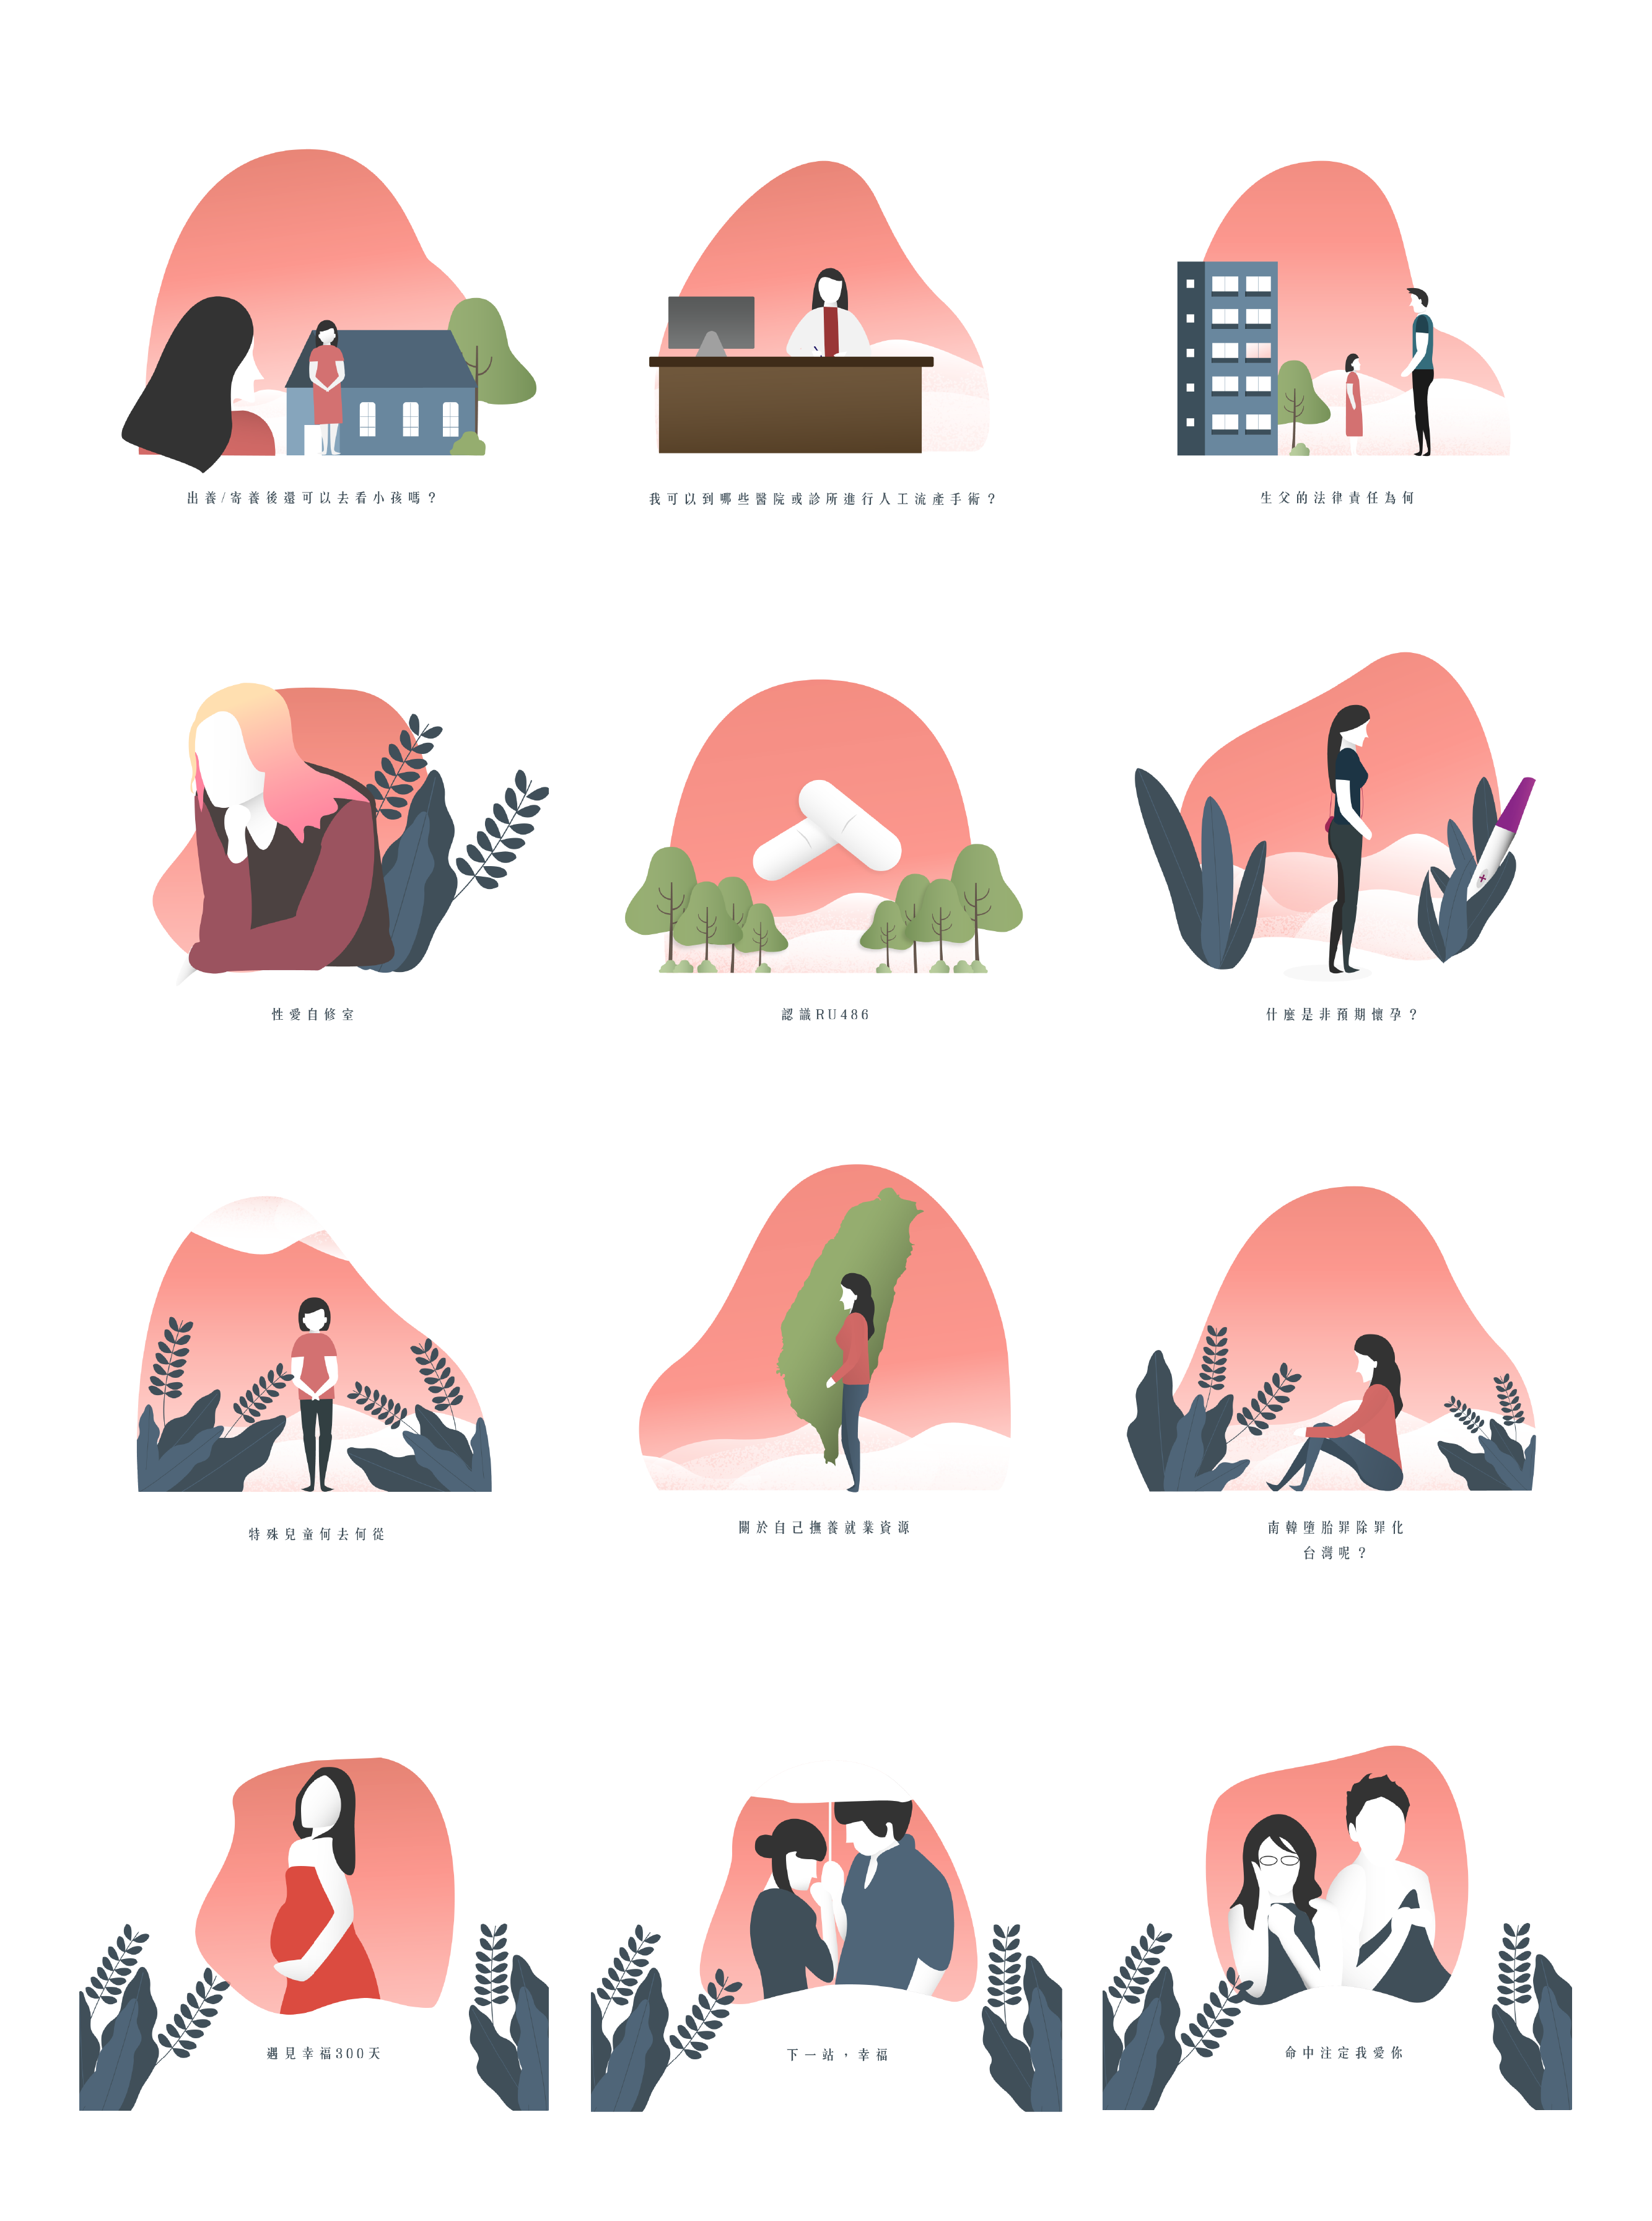 出養/寄養後還可以去看小孩嗎？
我可以到哪些醫院或診所進行人工流產手術？
生父的法律責任為何
性愛自修室
認識RU486
什麼是非預期懷孕？
特殊兒童何去何從
關於自己撫養就業資源
南韓墮胎罪除罪化
台灣呢？
遇見幸福300天
下一站，幸福
命中注定我愛你